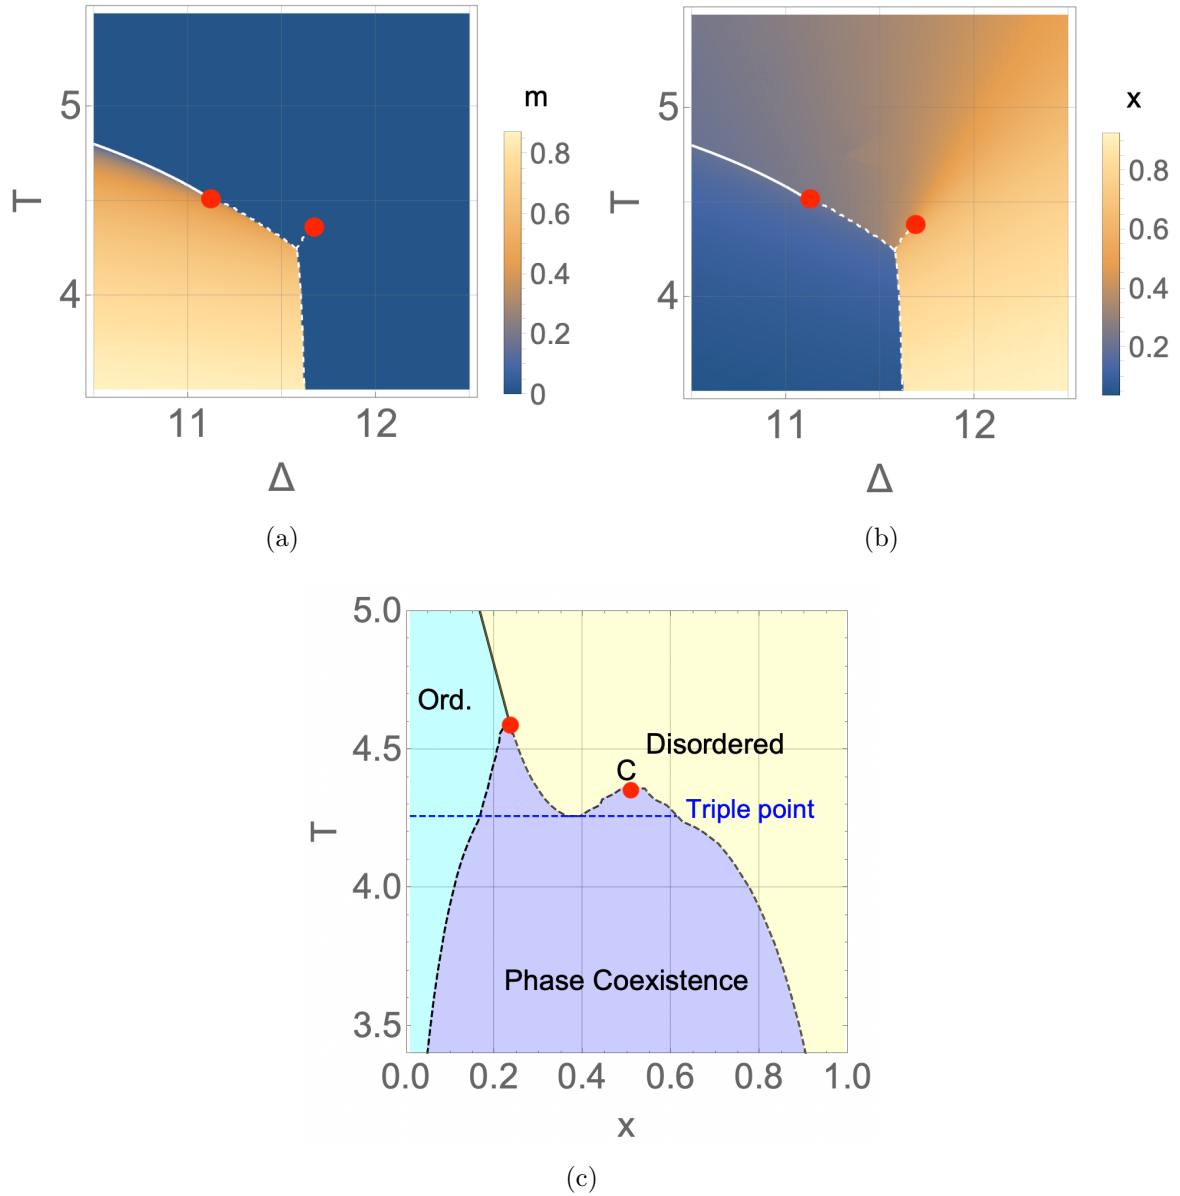 m
5
0.8
0.6
T
0.4
4
0.2
0
11 12
Δ
(a)
x
5
0.8
0.6
T
0.4
4
0.2
11 12
Δ
(b)
5.0
Ord.
4.5
Disordered
C
Triple point
T
4.0
Phase Coexistence
3.5
0.0 0.2 0.4 0.6 0.8 1.0
x
(c)